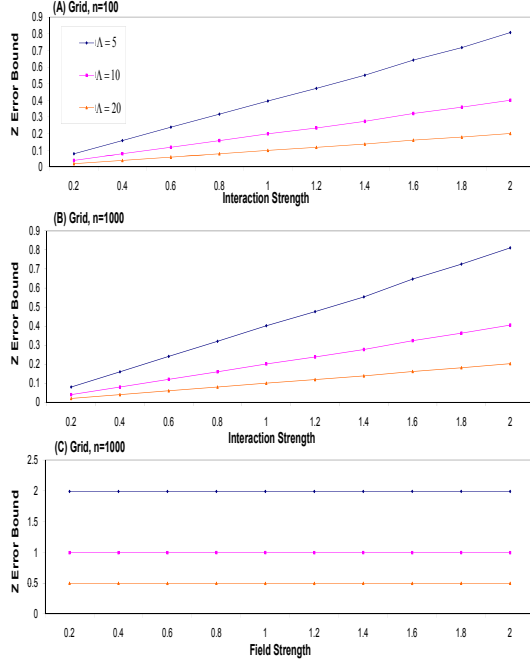 (A) Grid, n=100
Z Error Bound
0.9
0.8
0.7
0.6
0.5
0.4
0.3
0.2
0.1
0
|Λ = 5
|Λ = 10
|Λ = 20
0.2 0.4 0.6 0.8 1 1.2 1.4 1.6 1.8 2
Interaction Strength
(B) Grid, n=1000
Z Error Bound
0.9
0.8
0.7
0.6
0.5
0.4
0.3
0.2
0.1
0
0.2 0.4 0.6 0.8 1 1.2 1.4 1.6 1.8 2
Interaction Strength
(C) Grid, n=1000
Z Error Bound
2.5
2
1.5
1
0.5
0
0.2 0.4 0.6 0.8 1 1.2 1.4 1.6 1.8 2
Field Strength